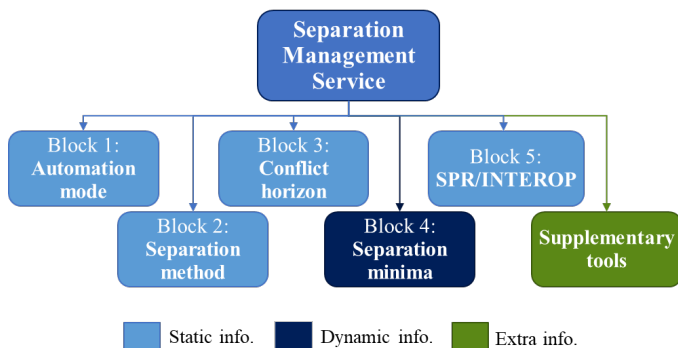 Separation
Management
Service
Block 1:
Automation
mode
Block 2:
Separation
method
Block 3:
Conflict
horizon
Block 4:
Separation
minima
Block 5:
SPR/INTEROP
Supplementary
tools
Static info.
Dynamic info.
Extra info.